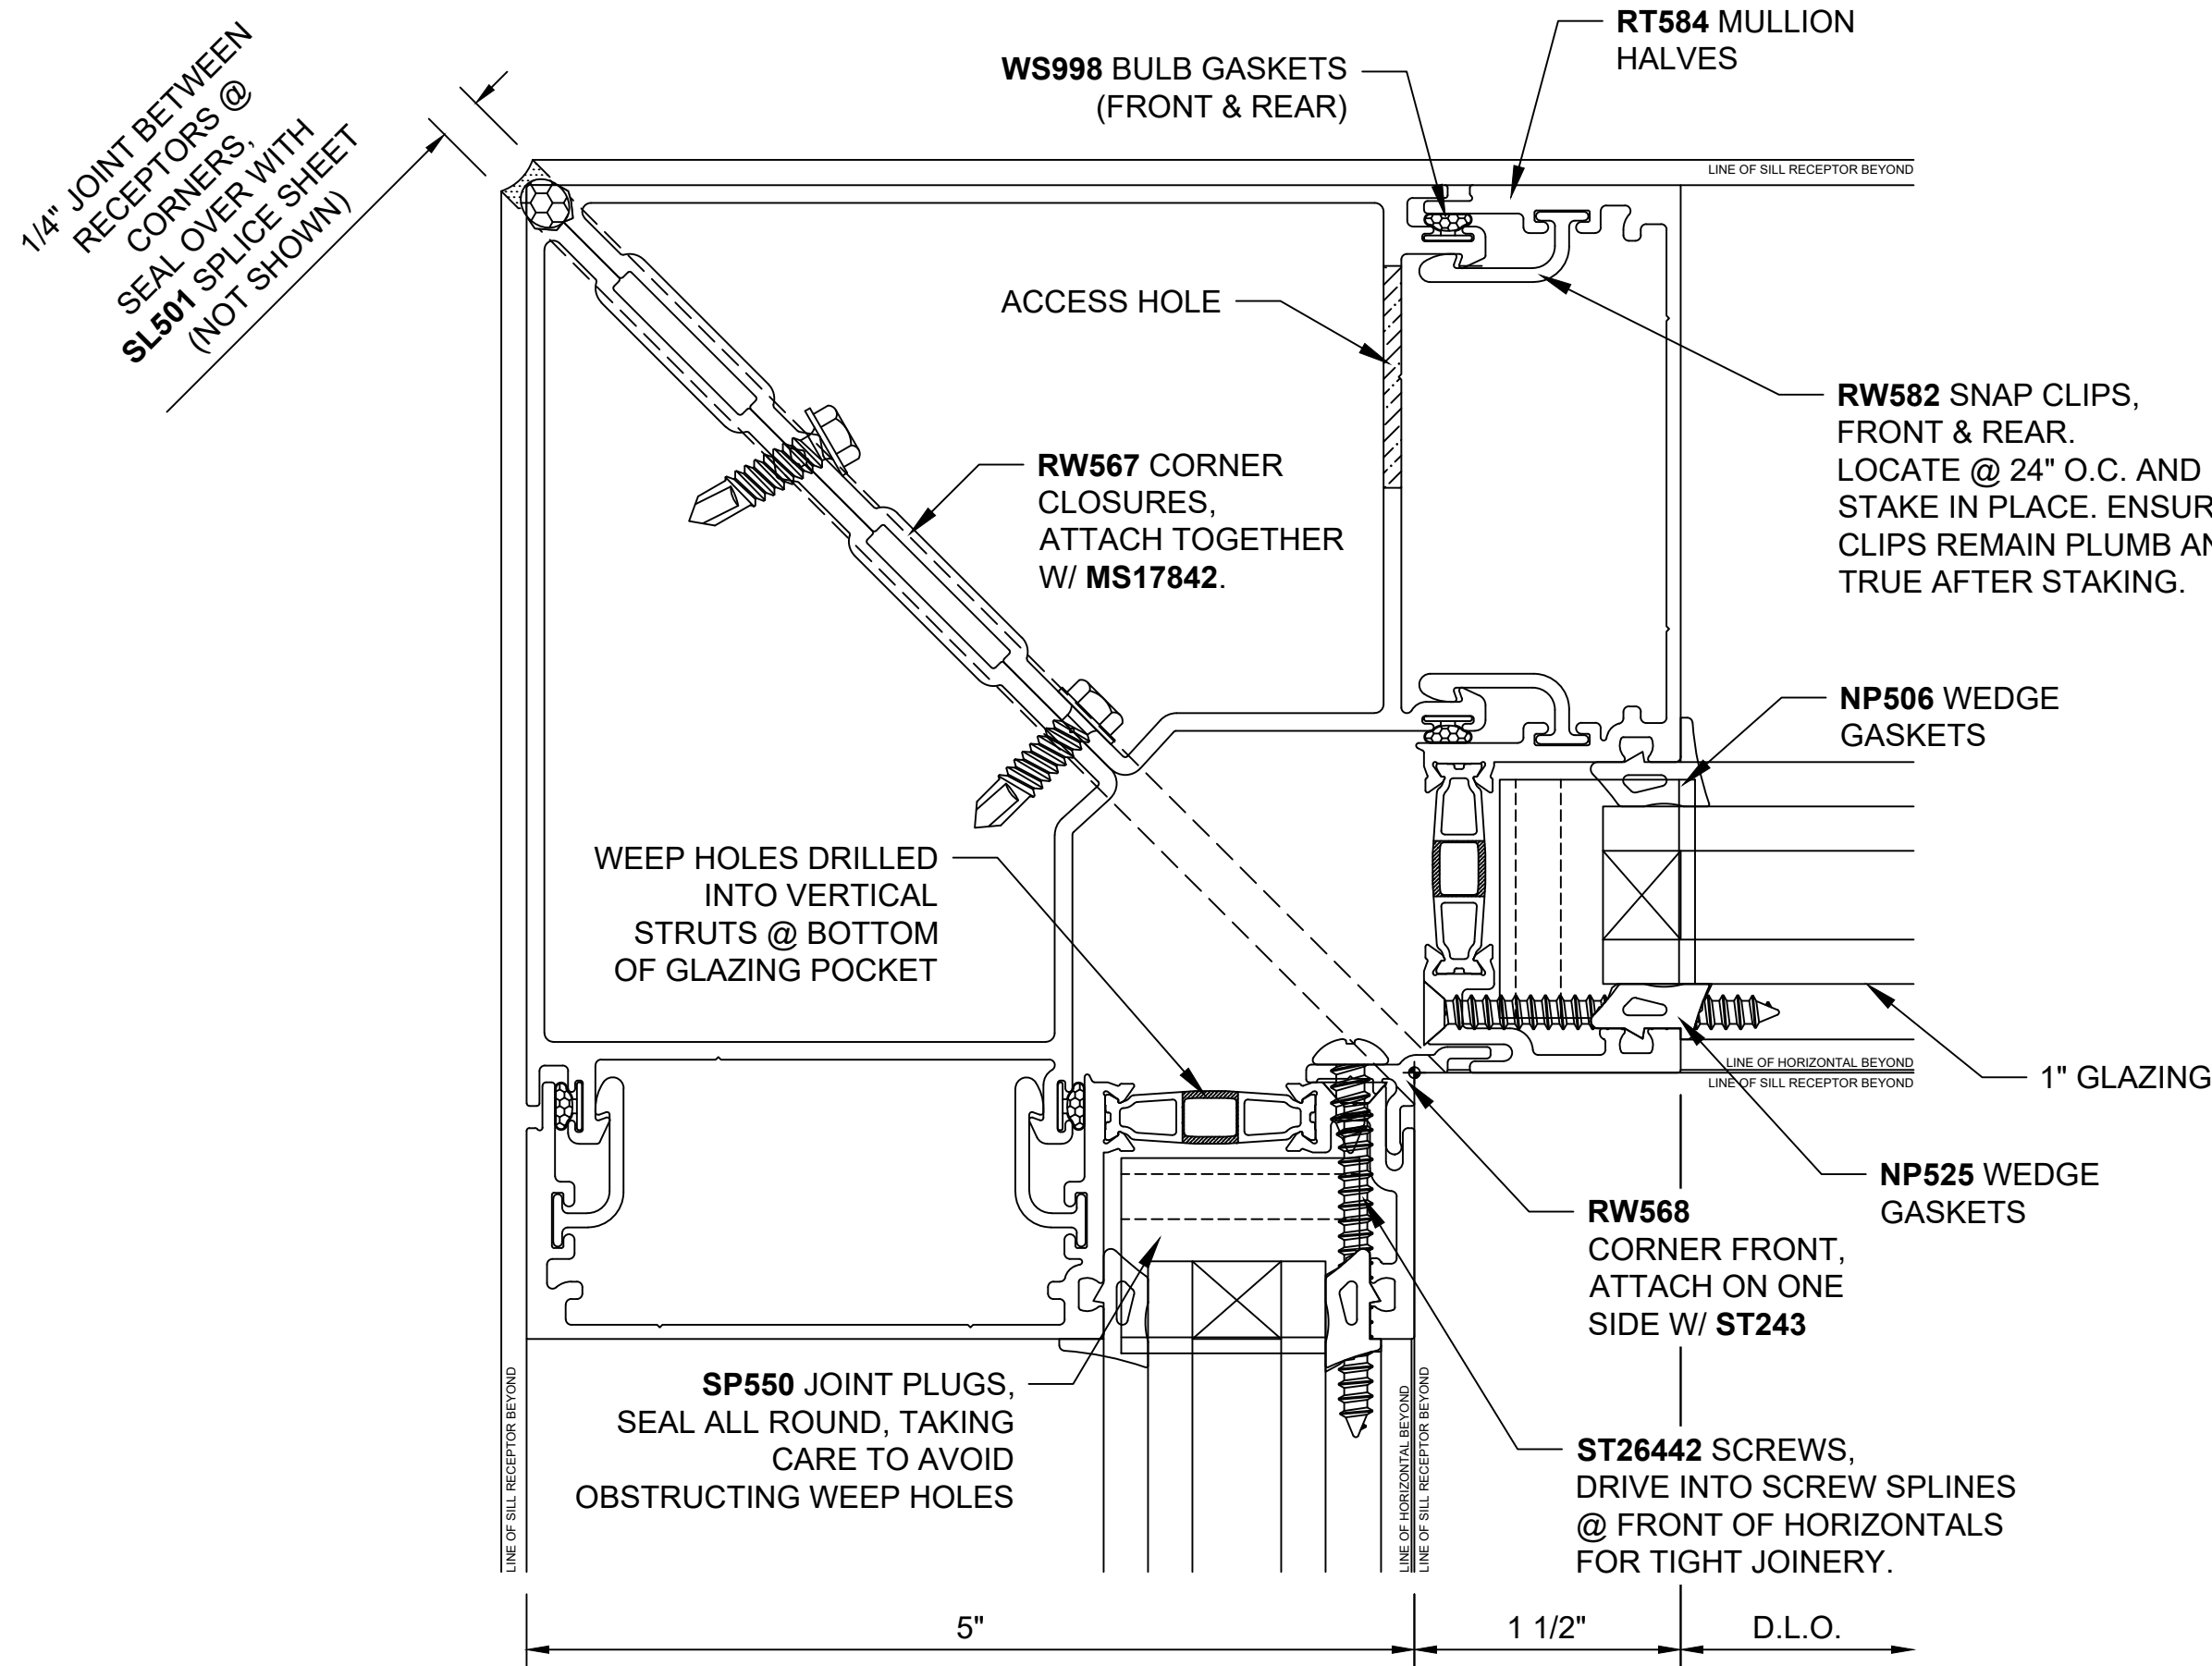 1/4" JOINT BETWEEN
RECEPTORS @
CORNERS,
SEAL OVER WITH
SL501 SPLICE SHEET
(NOT SHOWN)
WS998 BULB GASKETS
(FRONT & REAR)
RT584 MULLION
HALVES
LINE OF SILL RECEPTOR BEYOND
ACCESS HOLE
RW582 SNAP CLIPS,
FRONT & REAR.
LOCATE @ 24" O.C. AND
STAKE IN PLACE. ENSUR
CLIPS REMAIN PLUMB AN
TRUE AFTER STAKING.
RW567 CORNER
CLOSURES,
ATTACH TOGETHER
W/ MS17842.
NP506 WEDGE
GASKETS
WEEP HOLES DRILLED
INTO VERTICAL
STRUTS @ BOTTOM
OF GLAZING POCKET
LINE OF HORIZONTAL BEYOND
LINE OF SILL RECEPTOR BEYOND
1" GLAZING
NP525 WEDGE
GASKETS
RW568
CORNER FRONT,
ATTACH ON ONE
SIDE W/ ST243
SP550 JOINT PLUGS,
SEAL ALL ROUND, TAKING
CARE TO AVOID
OBSTRUCTING WEEP HOLES
LINE OF SILL RECEPTOR BEYOND
LINE OF HORIZONTAL BEYOND
LINE OF SILL RECEPTOR BEYOND
ST26442 SCREWS,
DRIVE INTO SCREW SPLINES
@ FRONT OF HORIZONTALS
FOR TIGHT JOINERY.
5"
1 1/2"
D.L.O.